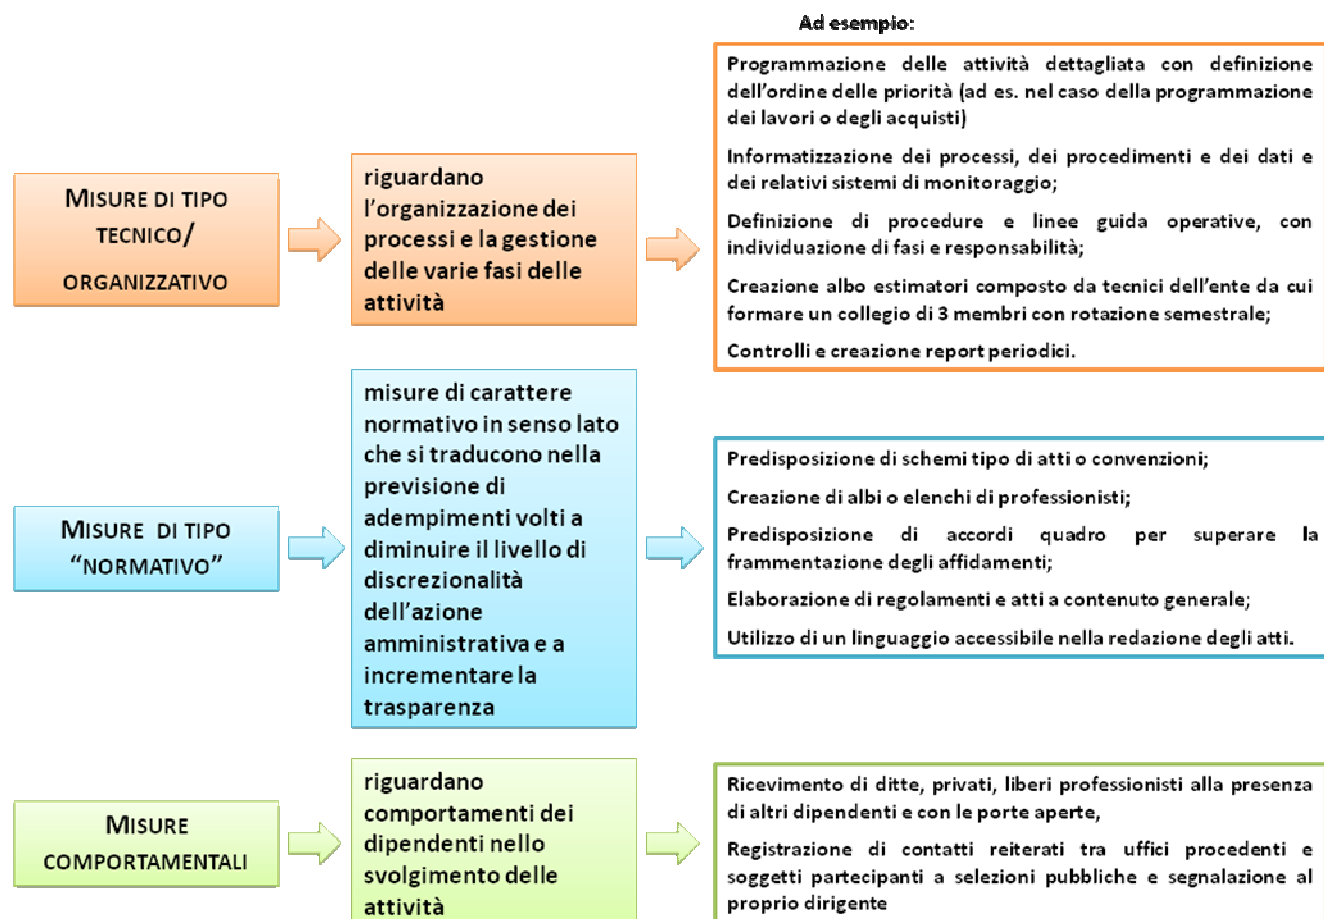 Ad esempio:
MISURE DI TIPO
TECNICO/
ORGANIZZATIVO
riguardano
l'organizzazione dei
processi e la gestione
delle varie fasi delle
attività
Programmazione delle attività dettagliata con definizione
dell'ordine delle priorità (ad es. nel caso della programmazione
dei lavori o degli acquisti)
Informatizzazione dei processi, dei procedimenti e dei dati e
dei relativi sistemi di monitoraggio;
Definizione di procedure e linee guida operative, con
individuazione di fasi e responsabilità;
Creazione albo estimatori composto da tecnici dell'ente da cui
formare un collegio di 3 membri con rotazione semestrale;
Controlli e creazione report periodici.
MISURE DI TIPO
“NORMATIVO”
misure di carattere
normativo in senso lato
che si traducono nella
previsione di
adempimenti volti a
diminuire il livello di
discrezionalità
dell'azione
amministrativa e a
incrementare la
trasparenza
Predisposizione di schemi tipo di atti o convenzioni;
Creazione di albi o elenchi di professionisti;
Predisposizione di accordi quadro per superare la
frammentazione degli affidamenti;
Elaborazione di regolamenti e atti a contenuto generale;
Utilizzo di un linguaggio accessibile nella redazione degli atti.
MISURE
COMPORTAMENTALI
riguardano
comportamenti dei
dipendenti nello
svolgimento delle
attività
Ricevimento di ditte, privati, liberi professionisti alla presenza
di altri dipendenti e con le porte aperte,
Registrazione di contatti reiterati tra uffici procedenti e
soggetti partecipanti a selezioni pubbliche e segnalazione al
proprio dirigente